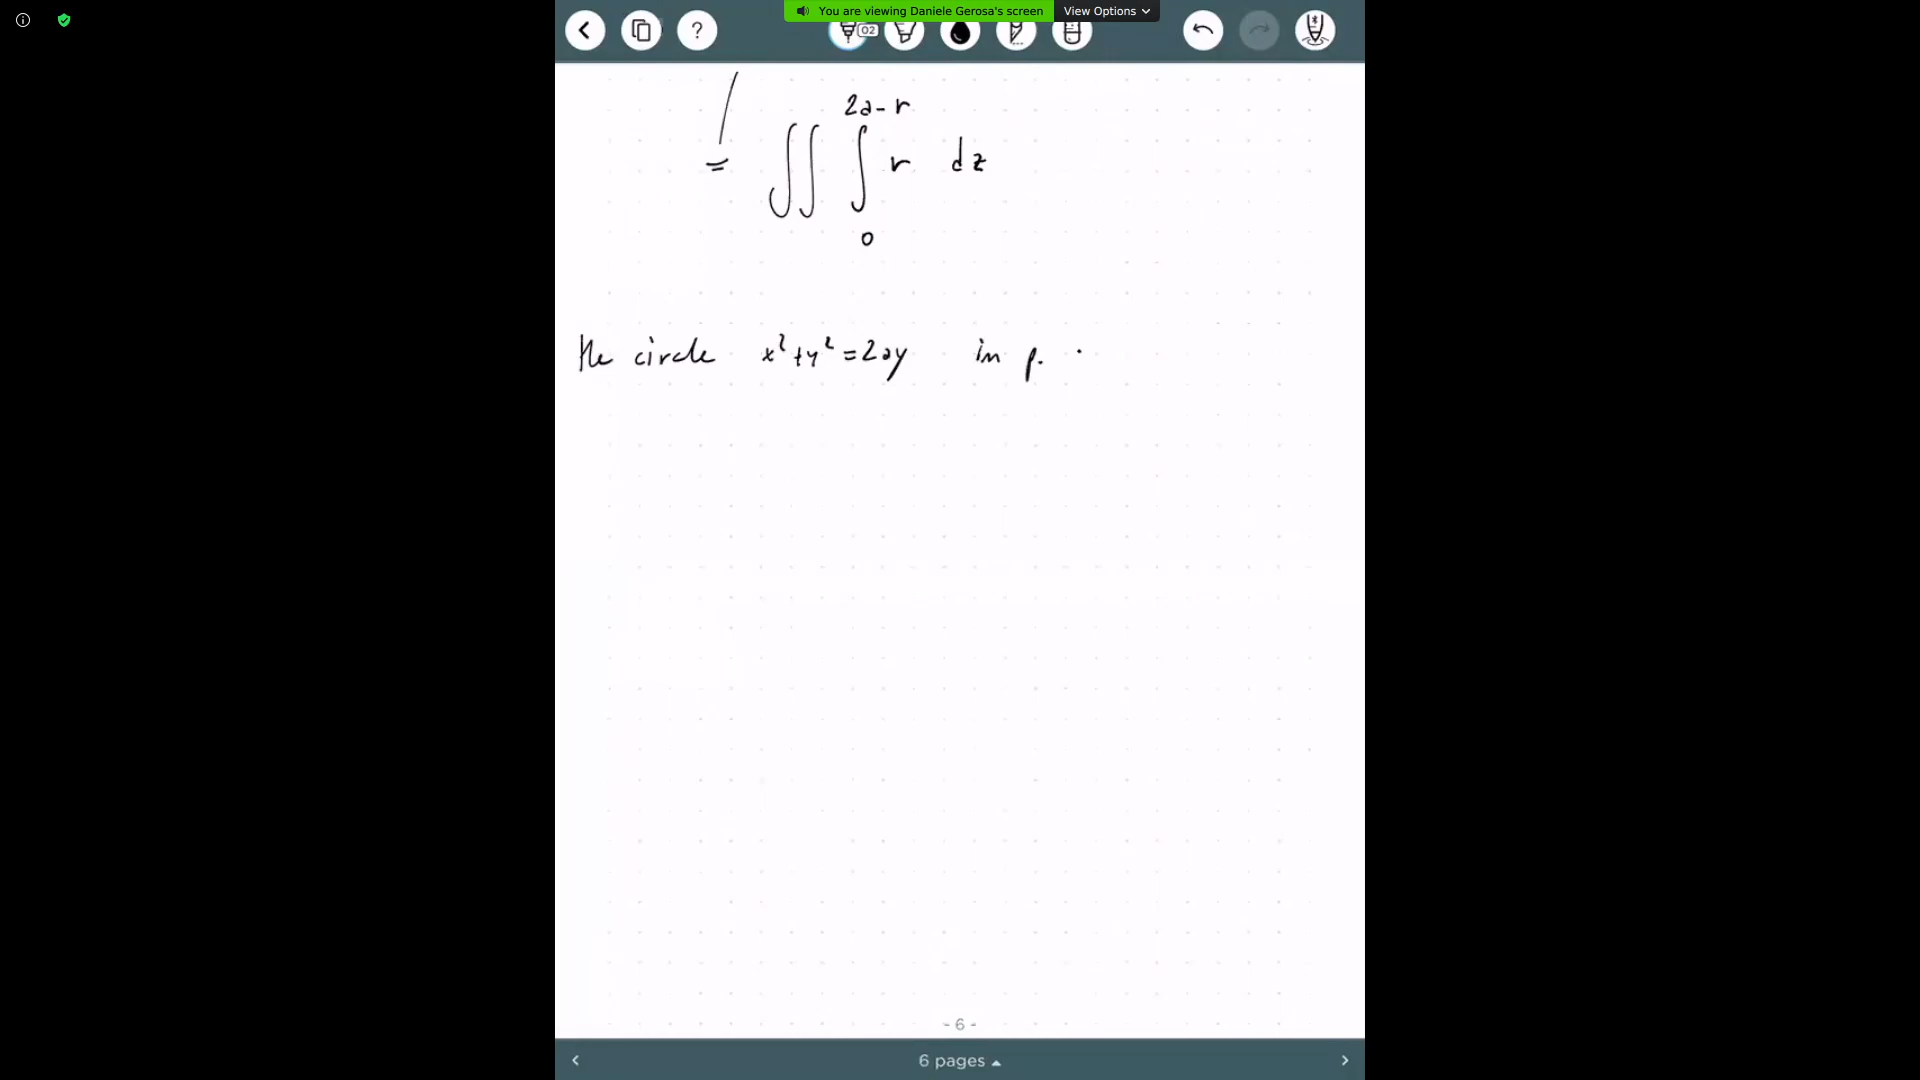 You are viewing Daniele Gerosa's screen View Options
02
2a - r
= ∫∫ ∫ r dz
0
the circle x² + y² = 2ay in p.
- 6 -
6 pages